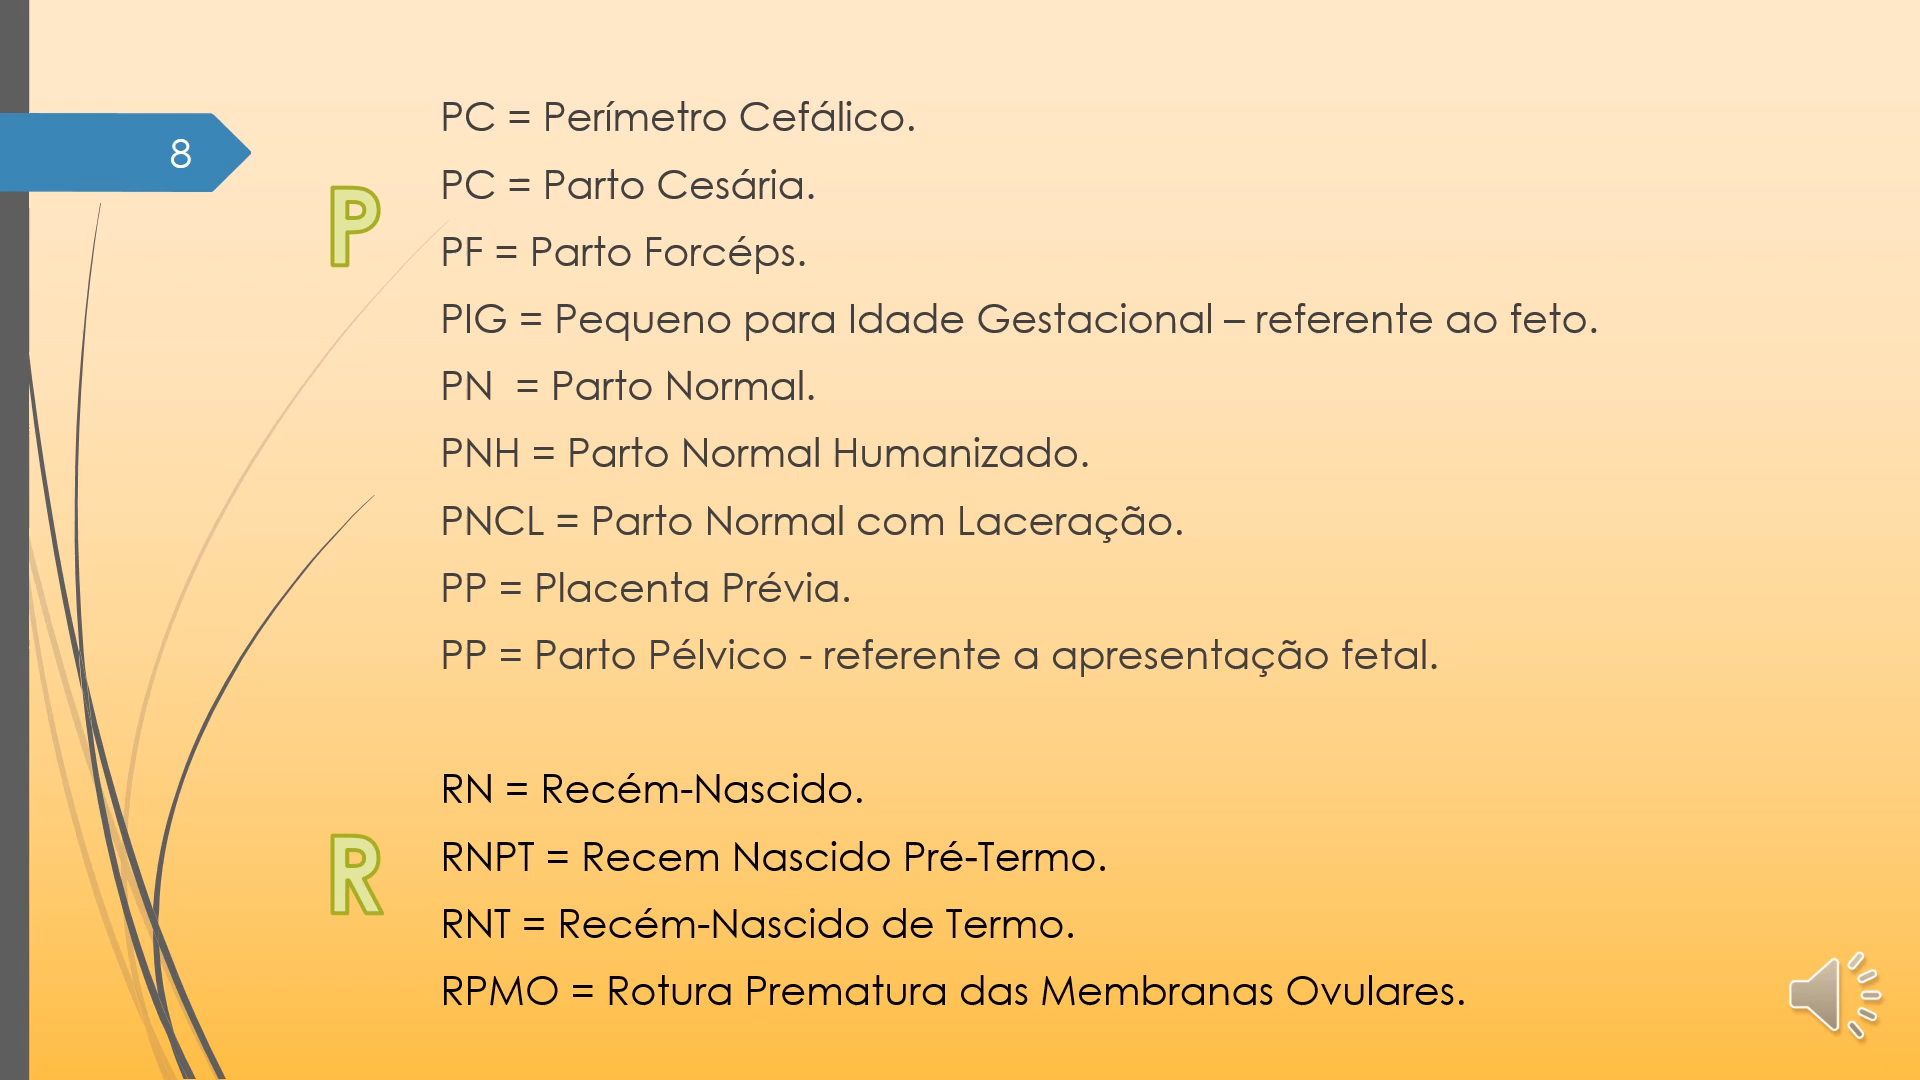 8
P
PC = Perímetro Cefálico.
PC = Parto Cesária.
PF = Parto Forcéps.
PIG = Pequeno para Idade Gestacional – referente ao feto.
PN  = Parto Normal.
PNH = Parto Normal Humanizado.
PNCL = Parto Normal com Laceração.
PP = Placenta Prévia.
PP = Parto Pélvico - referente a apresentação fetal.
R
RN = Recém-Nascido.
RNPT = Recem Nascido Pré-Termo.
RNT = Recém-Nascido de Termo.
RPMO = Rotura Prematura das Membranas Ovulares.